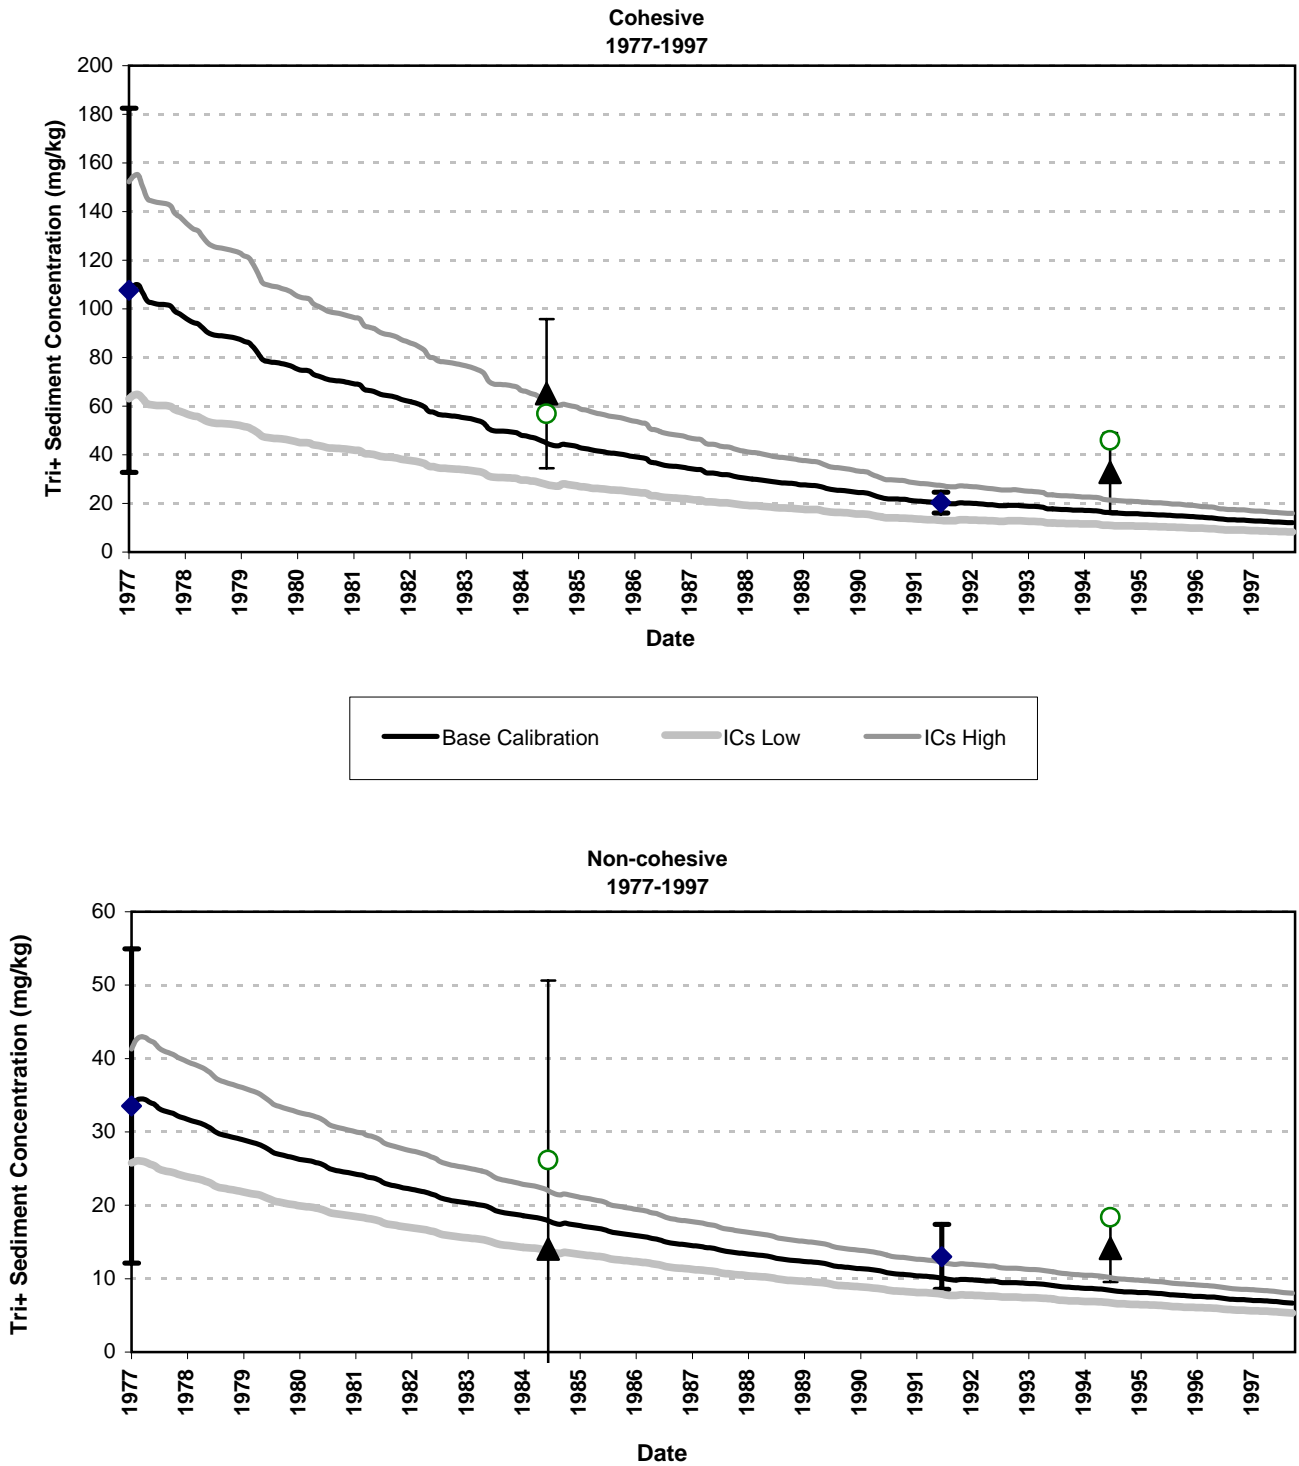 Cohesive
1977-1997
Tri+ Sediment Concentration (mg/kg)
200
180
160
140
120
100
80
60
40
20
0
1977 1978 1979 1980 1981 1982 1983 1984 1985 1986 1987 1988 1989 1990 1991 1992 1993 1994 1995 1996 1997
Date
Base Calibration ICs Low ICs High
Non-cohesive
1977-1997
Tri+ Sediment Concentration (mg/kg)
60
50
40
30
20
10
0
1977 1978 1979 1980 1981 1982 1983 1984 1985 1986 1987 1988 1989 1990 1991 1992 1993 1994 1995 1996 1997
Date